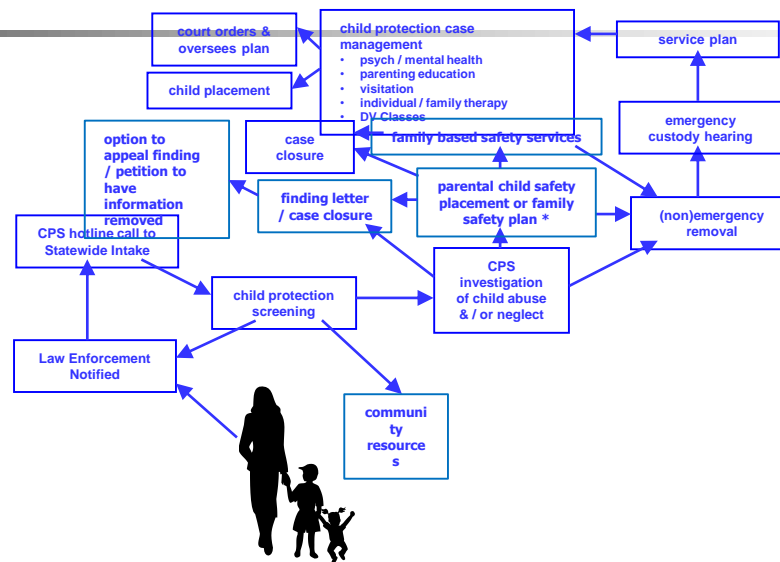 court orders &
oversees plan
child protection case
management
• psych / mental health
• parenting education
• visitation
• individual / family therapy
• DV Classes
service plan
child placement
option to
appeal finding
/ petition to
have
information
removed
case
closure
family based safety services
emergency
custody hearing
finding letter
/ case closure
parental child safety
placement or family
safety plan *
(non)emergency
removal
CPS hotline call to
Statewide Intake
child protection
screening
CPS
investigation
of child abuse
& / or neglect
Law Enforcement
Notified
communi
ty
resource
s